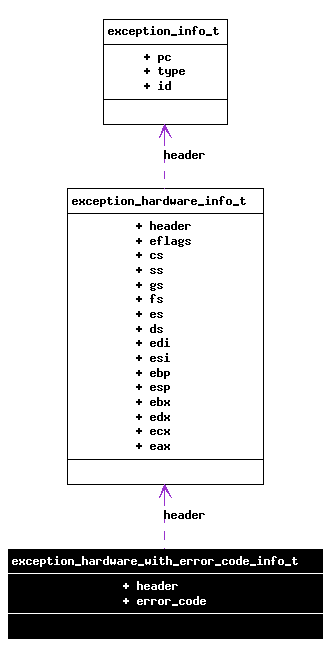 exception_info_t
+ pc
+ type
+ id
header
exception_hardware_info_t
+ header
+ eflags
+ cs
+ ss
+ gs
+ fs
+ es
+ ds
+ edi
+ esi
+ ebp
+ esp
+ ebx
+ edx
+ ecx
+ eax
header
exception_hardware_with_error_code_info_t
+ header
+ error_code